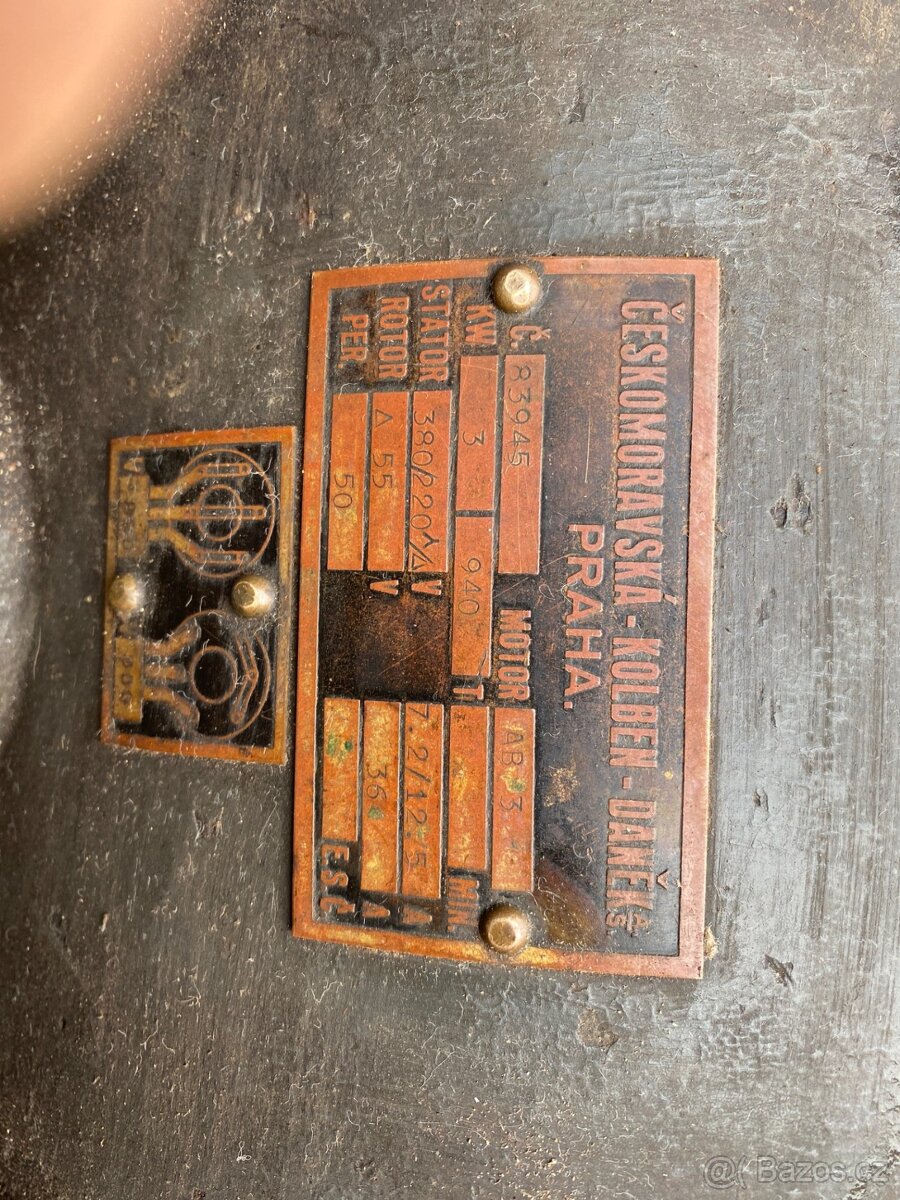 ČESKOMORAVSKÁ - KOLBEN - DANĚK A.S.
PRAHA.
Č. 83945 MOTOR AB 3
KW 3 940 T. MIN.
STATOR 380/220 ⅄/Δ V 7.2/12.5 A
ROTOR Δ 55 V 36 A
PER 50 E.S.Č.
@( Bazos.cz